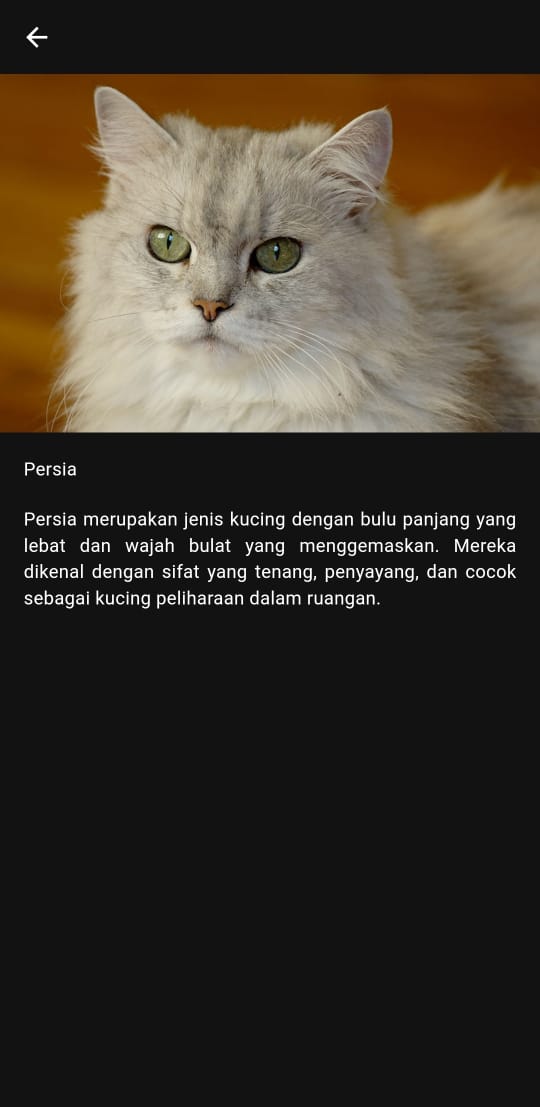 Persia
Persia merupakan jenis kucing dengan bulu panjang yang
lebat dan wajah bulat yang menggemaskan. Mereka
dikenal dengan sifat yang tenang, penyayang, dan cocok
sebagai kucing peliharaan dalam ruangan.